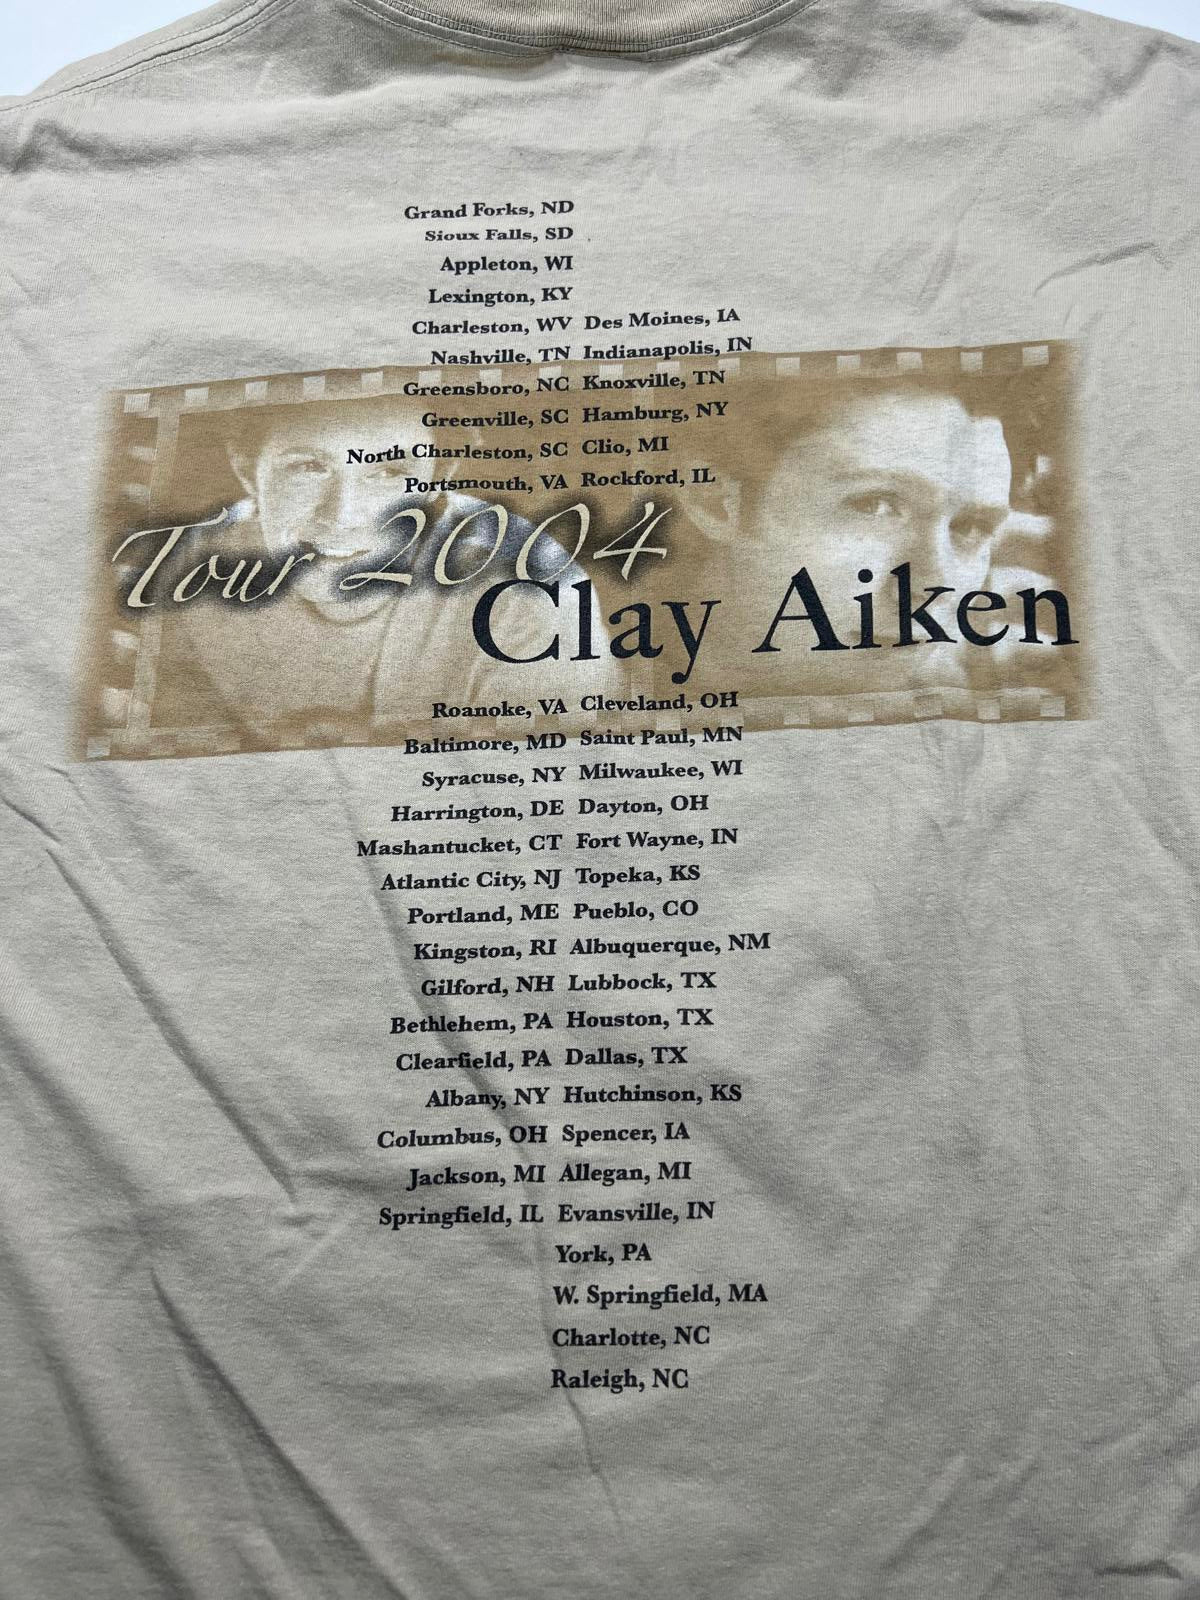 Grand Forks, ND
Sioux Falls, SD
Appleton, WI
Lexington, KY
Charleston, WV Des Moines, IA
Nashville, TN Indianapolis, IN
Greensboro, NC Knoxville, TN
Greenville, SC Hamburg, NY
North Charleston, SC Clio, MI
Portsmouth, VA Rockford, IL
Tour 2004
Clay Aiken
Roanoke, VA Cleveland, OH
Baltimore, MD Saint Paul, MN
Syracuse, NY Milwaukee, WI
Harrington, DE Dayton, OH
Mashantucket, CT Fort Wayne, IN
Atlantic City, NJ Topeka, KS
Portland, ME Pueblo, CO
Kingston, RI Albuquerque, NM
Gilford, NH Lubbock, TX
Bethlehem, PA Houston, TX
Clearfield, PA Dallas, TX
Albany, NY Hutchinson, KS
Columbus, OH Spencer, IA
Jackson, MI Allegan, MI
Springfield, IL Evansville, IN
York, PA
W. Springfield, MA
Charlotte, NC
Raleigh, NC